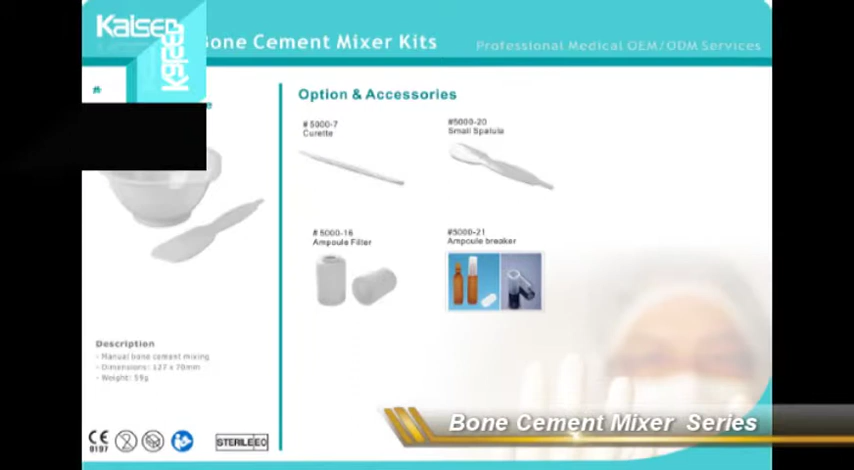 Kaiser
Bone Cement Mixer Kits
Professional Medical OEM/ODM Services
#
e
Option & Accessories
# 5000-7
Curette
#5000-20
Small Spatula
# 5000-16
Ampoule Filter
#5000-21
Ampoule breaker
Description
- Manual bone cement mixing
- Dimensions: 127 x 70mm
- Weight: 59g
CE
0197
STERILE EO
Bone Cement Mixer Series